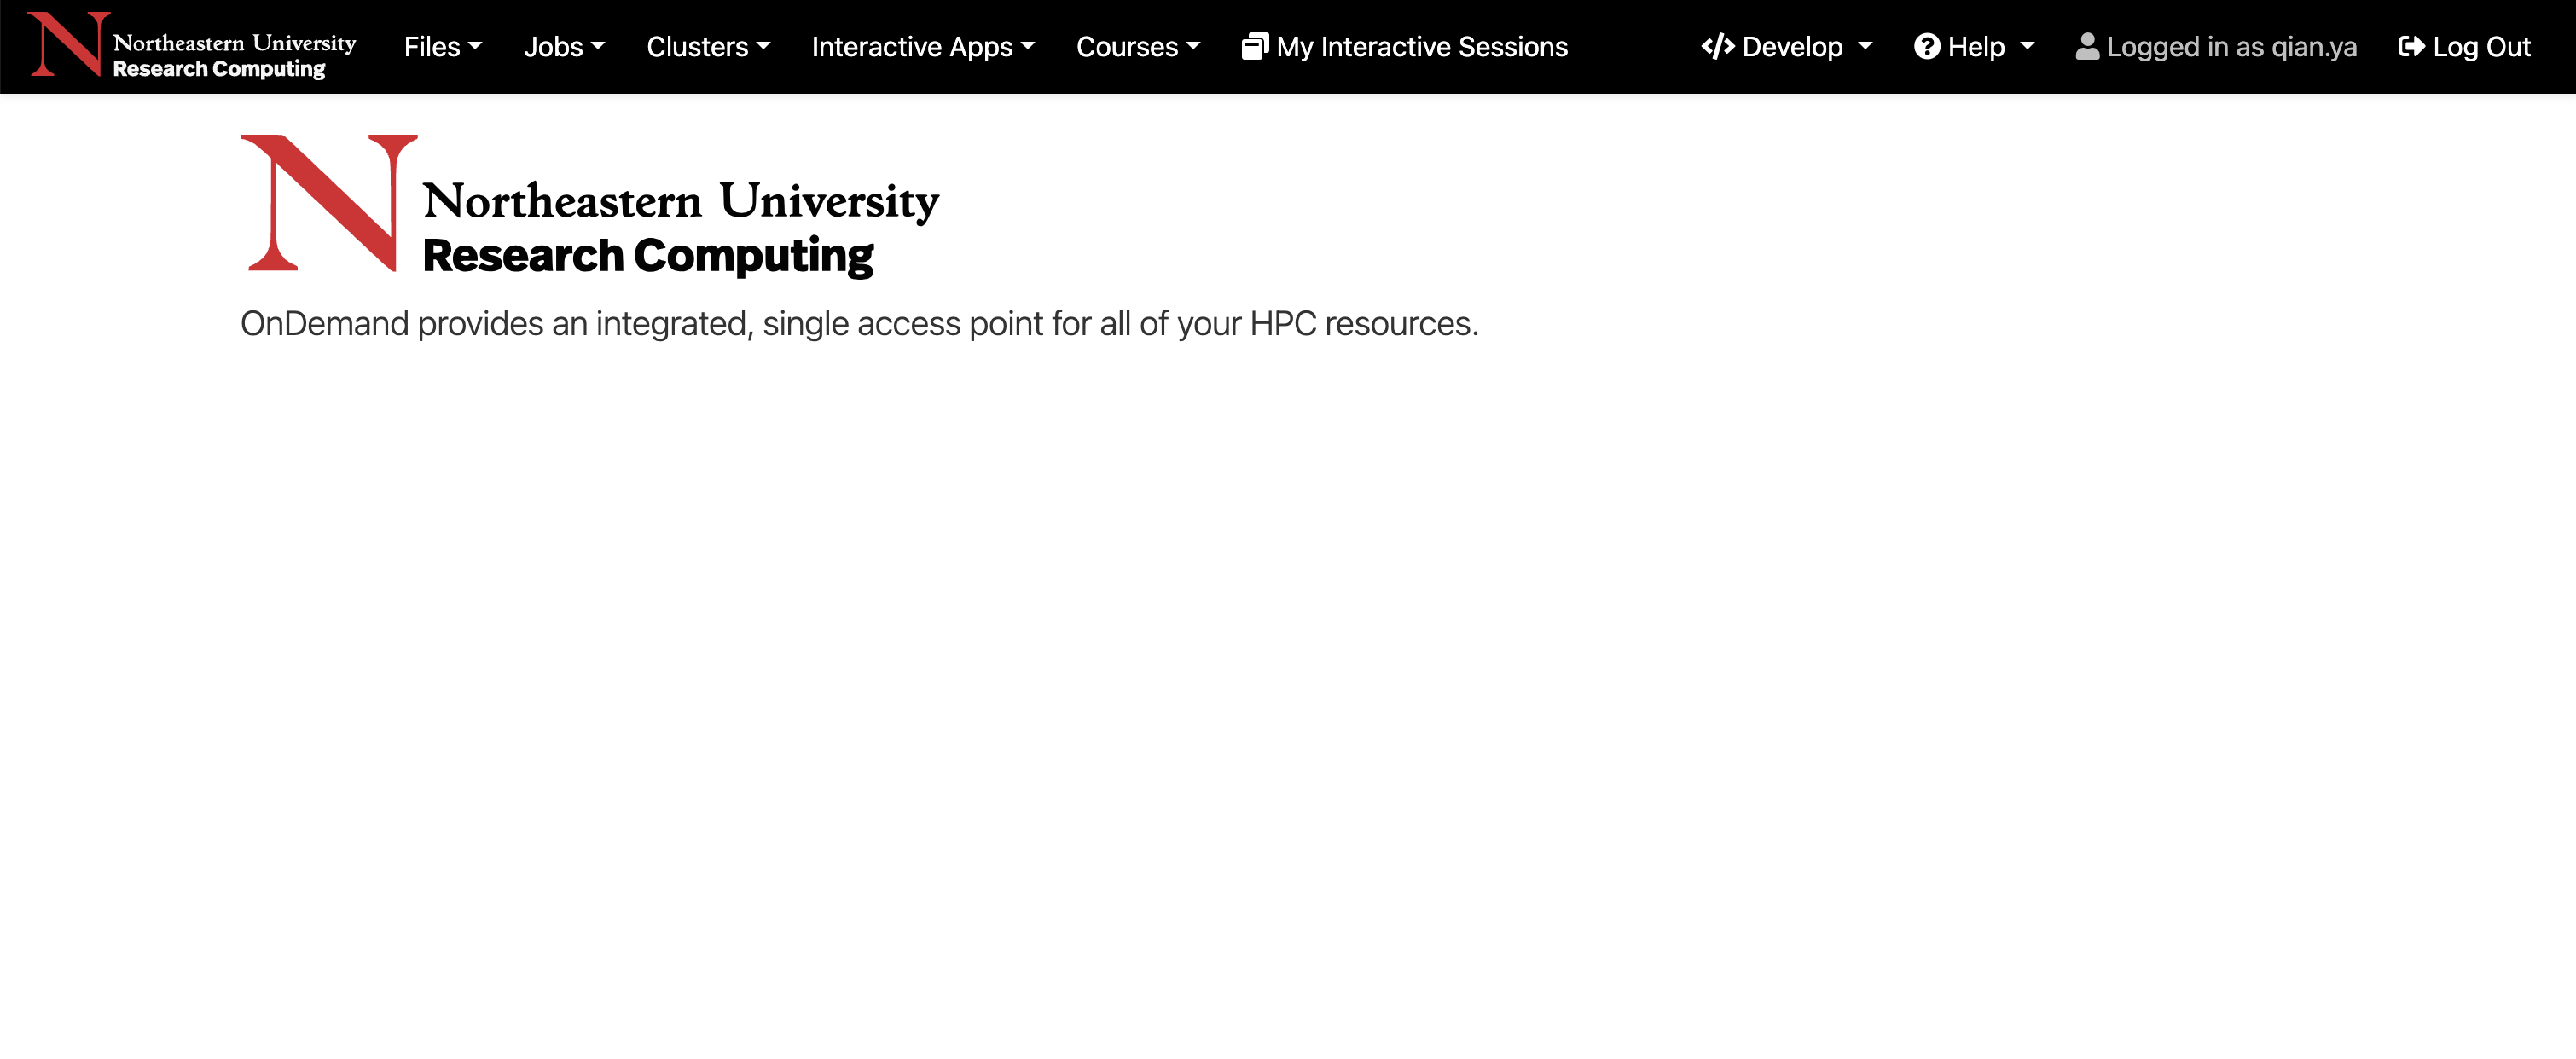 Northeastern University
Research Computing
Files Jobs Clusters Interactive Apps Courses My Interactive Sessions Develop Help Logged in as qian.ya Log Out
Northeastern University
Research Computing
OnDemand provides an integrated, single access point for all of your HPC resources.